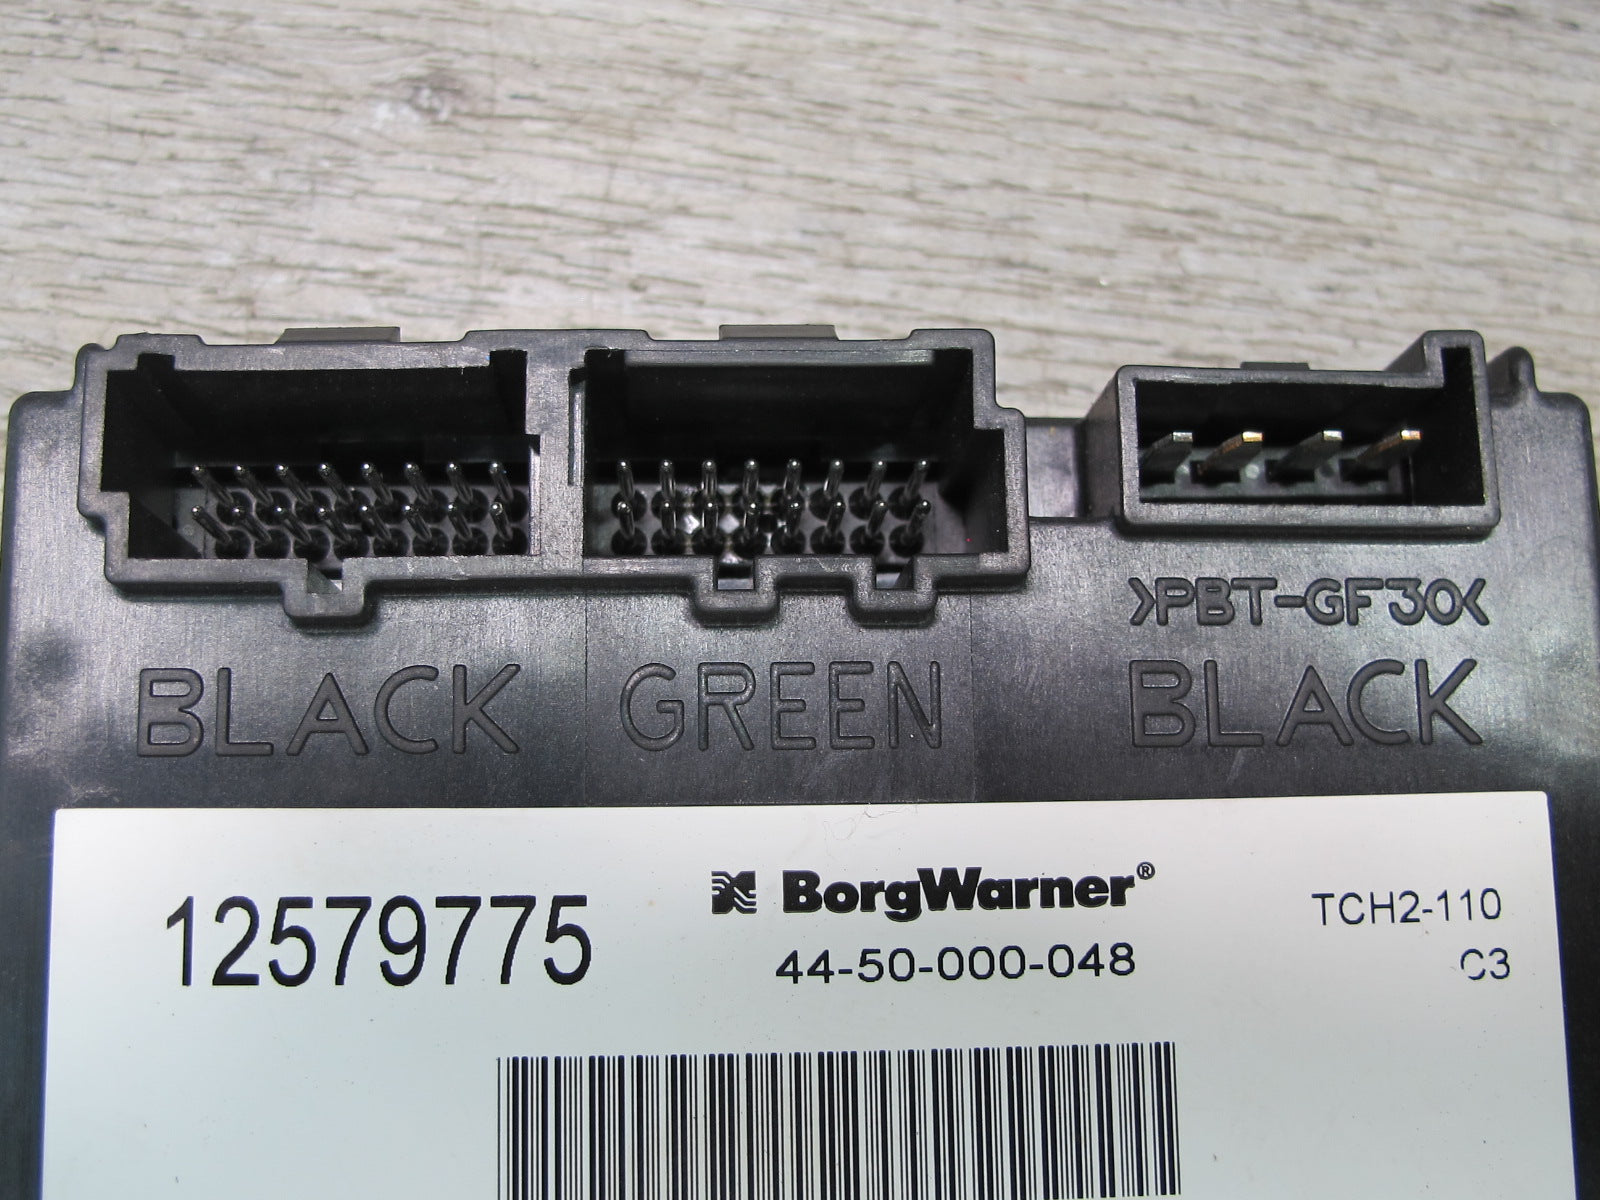 >PBT-GF30<
BLACK GREEN BLACK
12579775
BorgWarner®
44-50-000-048
TCH2-110
C3